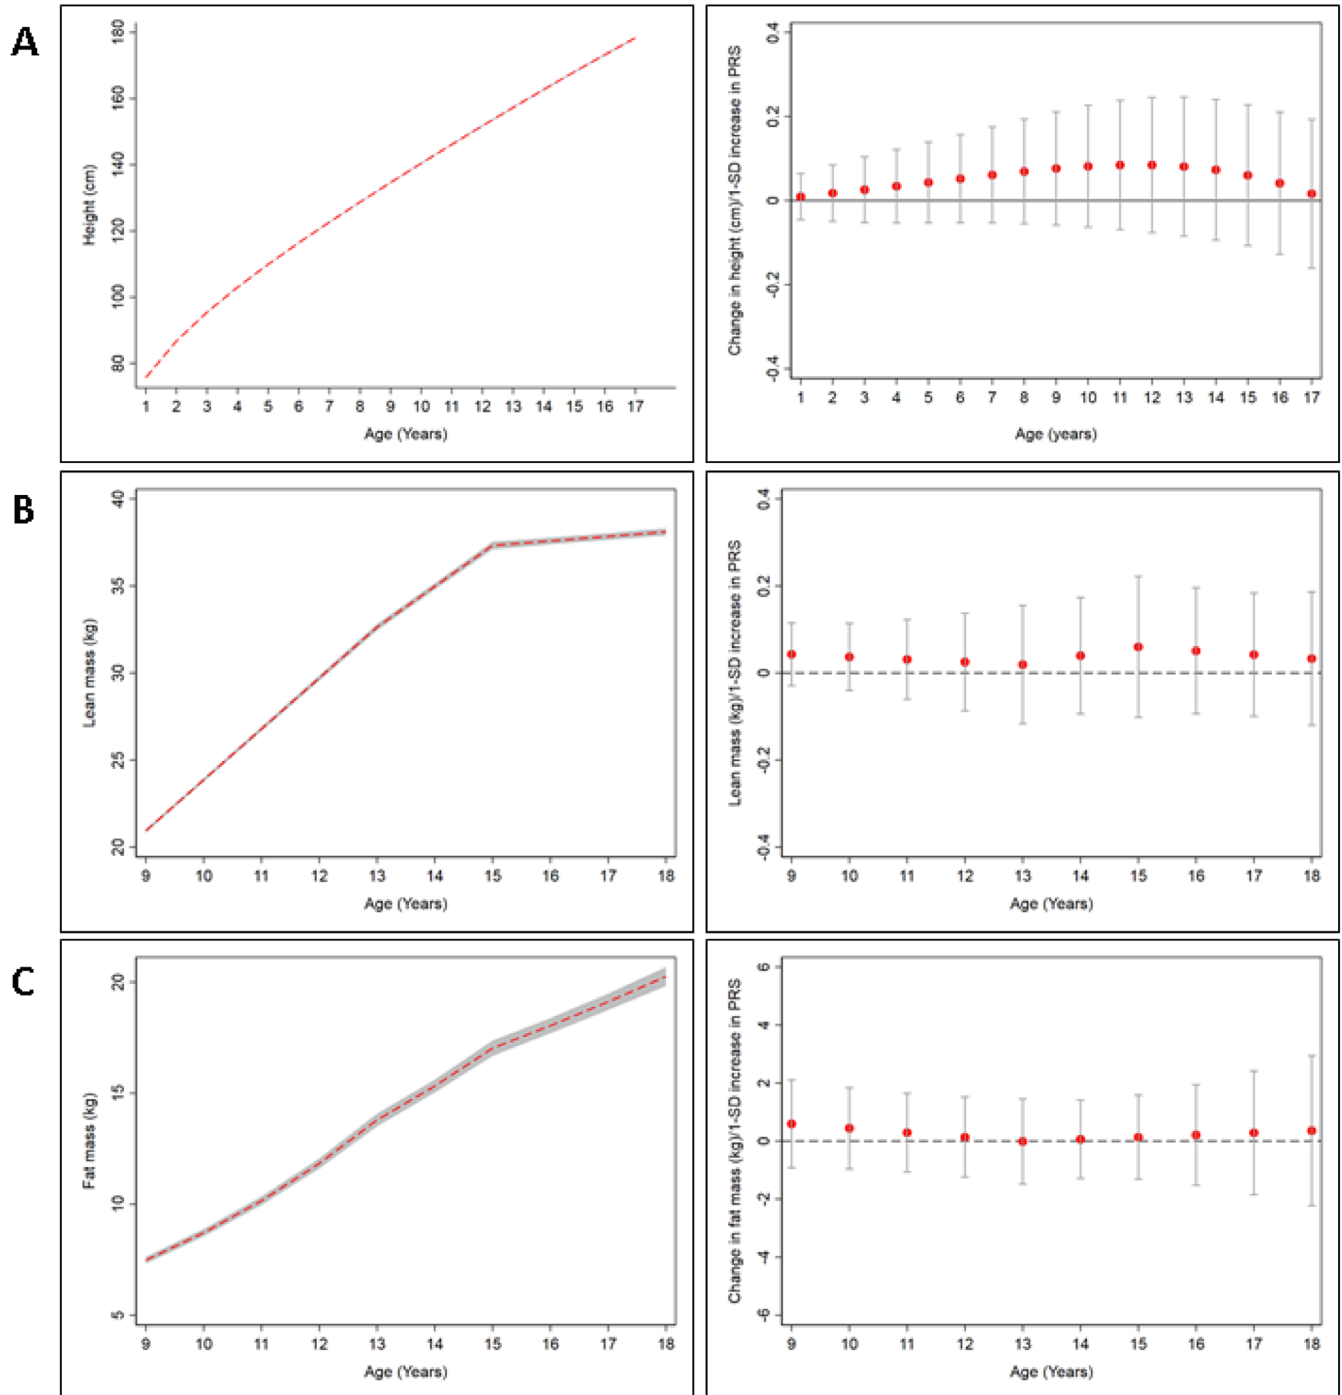 A
Height (cm)
180
160
140
120
100
80
1 2 3 4 5 6 7 8 9 10 11 12 13 14 15 16 17
Age (Years)
Change in height (cm)/1-SD increase in PRS
0.4
0.2
0
-0.2
-0.4
1 2 3 4 5 6 7 8 9 10 11 12 13 14 15 16 17
Age (years)
B
Lean mass (kg)
40
35
30
25
20
9 10 11 12 13 14 15 16 17 18
Age (Years)
Lean mass (kg)/1-SD increase in PRS
0.4
0.2
0
-0.2
-0.4
9 10 11 12 13 14 15 16 17 18
Age (Years)
C
Fat mass (kg)
20
15
10
5
9 10 11 12 13 14 15 16 17 18
Age (Years)
Change in fat mass (kg)/1-SD increase in PRS
6
4
2
0
-2
-4
-6
9 10 11 12 13 14 15 16 17 18
Age (Years)